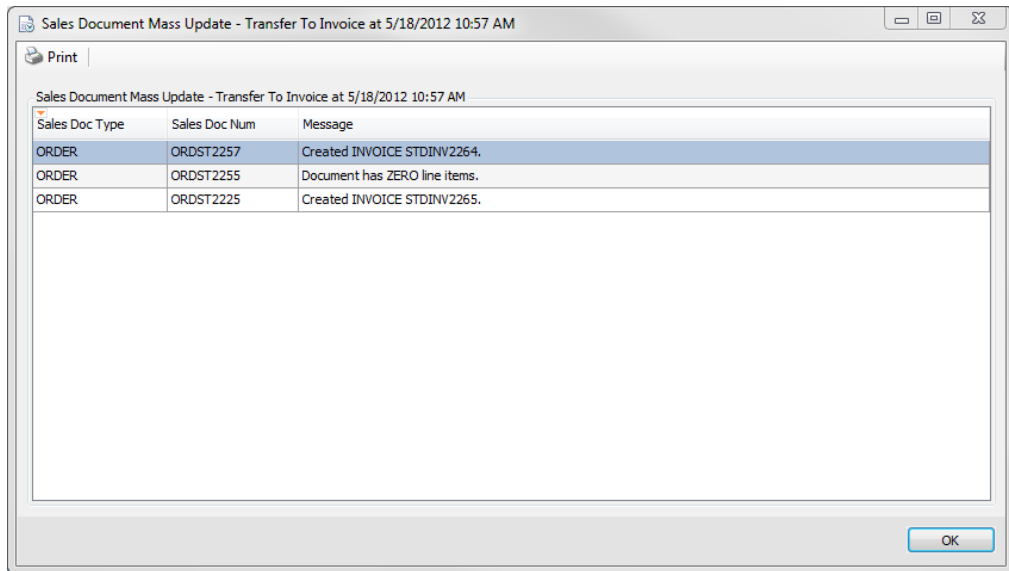 Sales Document Mass Update - Transfer To Invoice at 5/18/2012 10:57 AM
Print
Sales Document Mass Update - Transfer To Invoice at 5/18/2012 10:57 AM
Sales Doc Type Sales Doc Num Message
ORDER ORDST2257 Created INVOICE STDINV2264.
ORDER ORDST2255 Document has ZERO line items.
ORDER ORDST2225 Created INVOICE STDINV2265.
OK